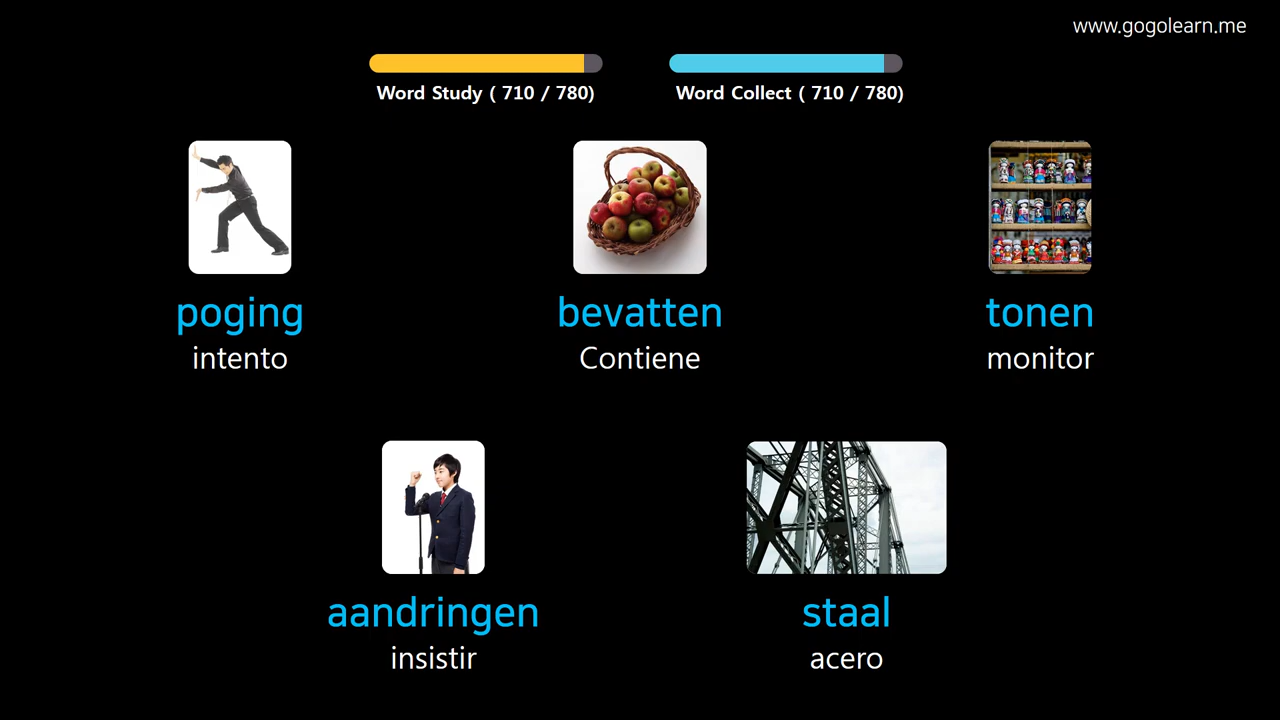 www.gogolearn.me
Word Study ( 710 / 780)
Word Collect ( 710 / 780)
poging
intento
bevatten
Contiene
tonen
monitor
aandringen
insistir
staal
acero